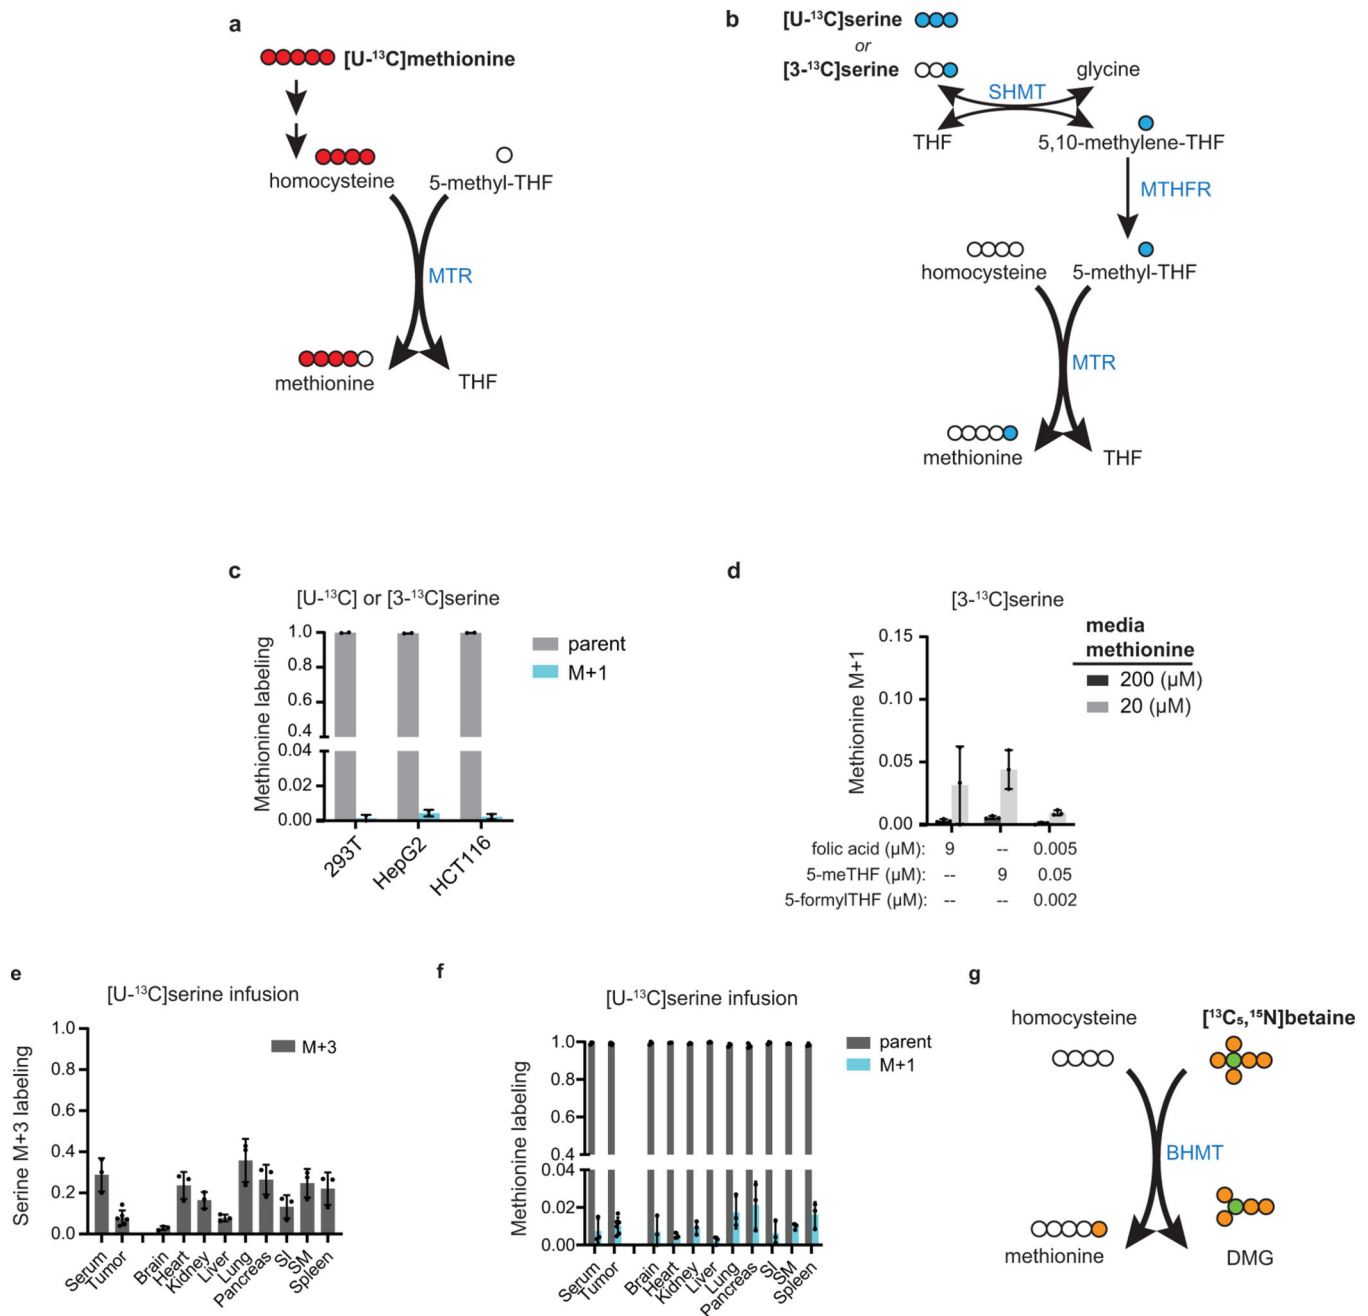 a
[U-¹³C]methionine
homocysteine
5-methyl-THF
MTR
methionine
THF
b
[U-¹³C]serine
or
[3-¹³C]serine
glycine
SHMT
THF
5,10-methylene-THF
MTHFR
homocysteine
5-methyl-THF
MTR
methionine
THF
c
[U-¹³C] or [3-¹³C]serine
Methionine labeling
1.0
0.8
0.6
0.4
0.04
0.02
0.00
293T
HepG2
HCT116
parent
M+1
d
[3-¹³C]serine
Methionine M+1
0.15
0.10
0.05
0.00
media
methionine
200 (µM)
20 (µM)
folic acid (µM): 9 -- 0.005
5-meTHF (µM): -- 9 0.05
5-formylTHF (µM): -- -- 0.002
e
[U-¹³C]serine infusion
Serine M+3 labeling
1.0
0.8
0.6
0.4
0.2
0.0
M+3
Serum
Tumor
Brain
Heart
Kidney
Liver
Lung
Pancreas
SI
SM
Spleen
f
[U-¹³C]serine infusion
Methionine labeling
1.0
0.8
0.6
0.4
0.04
0.02
0.00
parent
M+1
Serum
Tumor
Brain
Heart
Kidney
Liver
Lung
Pancreas
SI
SM
Spleen
g
homocysteine
[¹³C₅,¹⁵N]betaine
BHMT
methionine
DMG